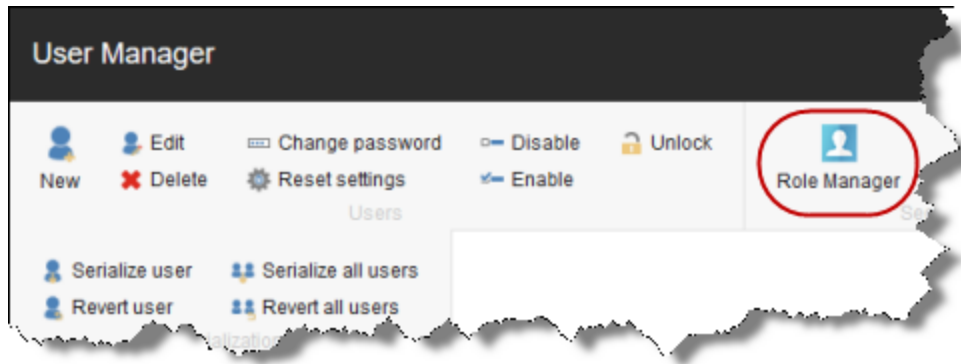 User Manager
New
Edit
Delete
Change password
Reset settings
Disable
Enable
Unlock
Users
Role Manager
Serialize user
Revert user
Serialize all users
Revert all users